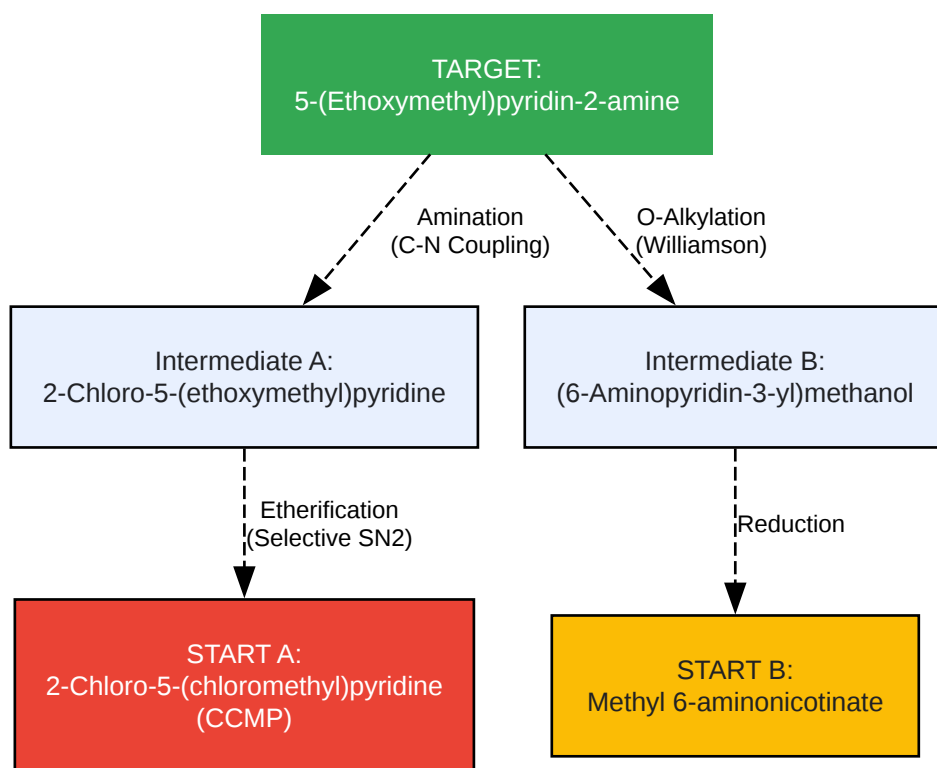 TARGET:
5-(Ethoxymethyl)pyridin-2-amine
Amination
(C-N Coupling)
O-Alkylation
(Williamson)
Intermediate A:
2-Chloro-5-(ethoxymethyl)pyridine
Intermediate B:
(6-Aminopyridin-3-yl)methanol
Etherification
(Selective SN2)
Reduction
START A:
2-Chloro-5-(chloromethyl)pyridine
(CCMP)
START B:
Methyl 6-aminonicotinate